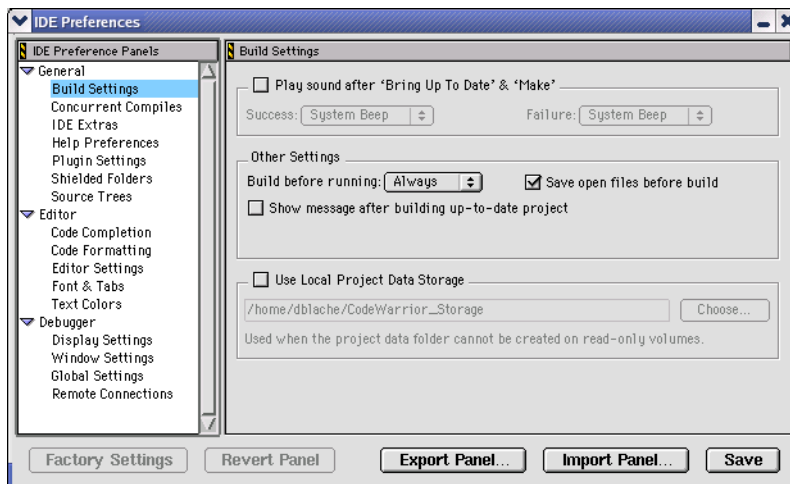 IDE Preferences
IDE Preference Panels
General
Build Settings
Concurrent Compiles
IDE Extras
Help Preferences
Plugin Settings
Shielded Folders
Source Trees
Editor
Code Completion
Code Formatting
Editor Settings
Font & Tabs
Text Colors
Debugger
Display Settings
Window Settings
Global Settings
Remote Connections
Build Settings
Play sound after ‘Bring Up To Date’ & ‘Make’
Success: System Beep Failure: System Beep
Other Settings
Build before running: Always Save open files before build
Show message after building up-to-date project
Use Local Project Data Storage
/home/dblache/CodeWarrior_Storage Choose...
Used when the project data folder cannot be created on read-only volumes.
Factory Settings Revert Panel Export Panel... Import Panel... Save